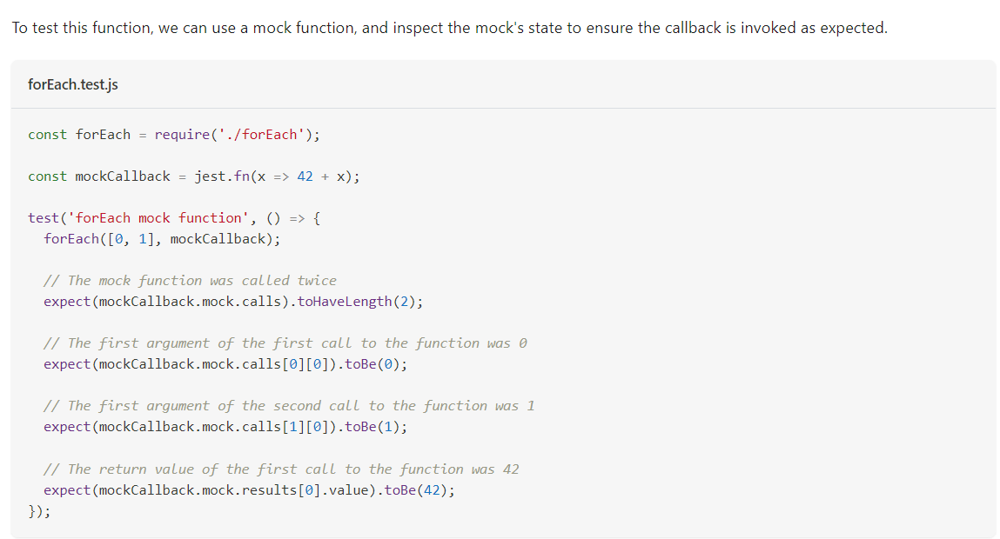 To test this function, we can use a mock function, and inspect the mock's state to ensure the callback is invoked as expected.
forEach.test.js
const forEach = require('./forEach');
const mockCallback = jest.fn(x => 42 + x);
test('forEach mock function', () => {
  forEach([0, 1], mockCallback);
  // The mock function was called twice
  expect(mockCallback.mock.calls).toHaveLength(2);
  // The first argument of the first call to the function was 0
  expect(mockCallback.mock.calls[0][0]).toBe(0);
  // The first argument of the second call to the function was 1
  expect(mockCallback.mock.calls[1][0]).toBe(1);
  // The return value of the first call to the function was 42
  expect(mockCallback.mock.results[0].value).toBe(42);
});